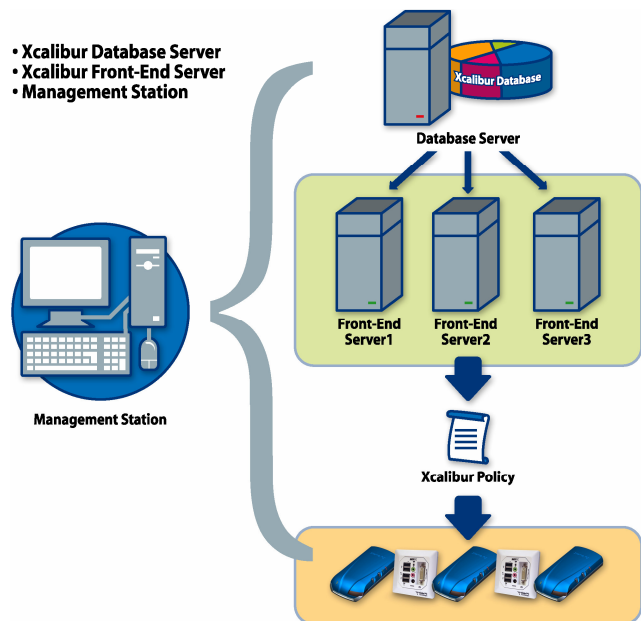 • Xcalibur Database Server
• Xcalibur Front-End Server
• Management Station
Xcalibur Database
Database Server
Front-End
Server1
Front-End
Server2
Front-End
Server3
Management Station
Xcalibur Policy